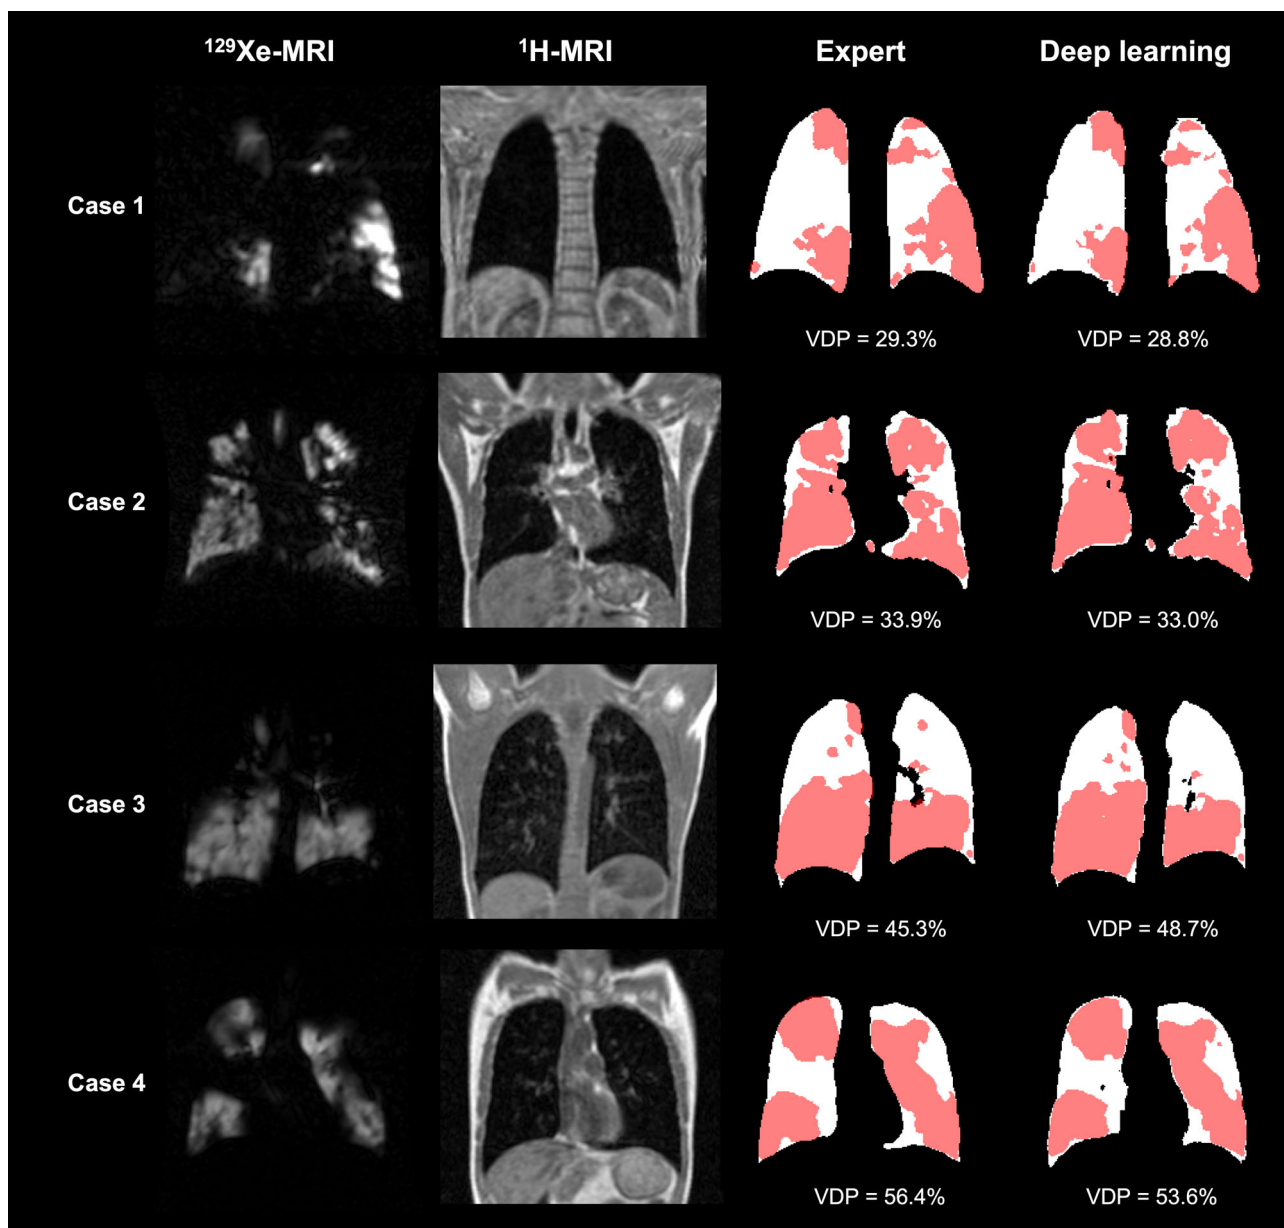 ¹²⁹Xe-MRI ¹H-MRI Expert Deep learning
Case 1
VDP = 29.3% VDP = 28.8%
Case 2
VDP = 33.9% VDP = 33.0%
Case 3
VDP = 45.3% VDP = 48.7%
Case 4
VDP = 56.4% VDP = 53.6%